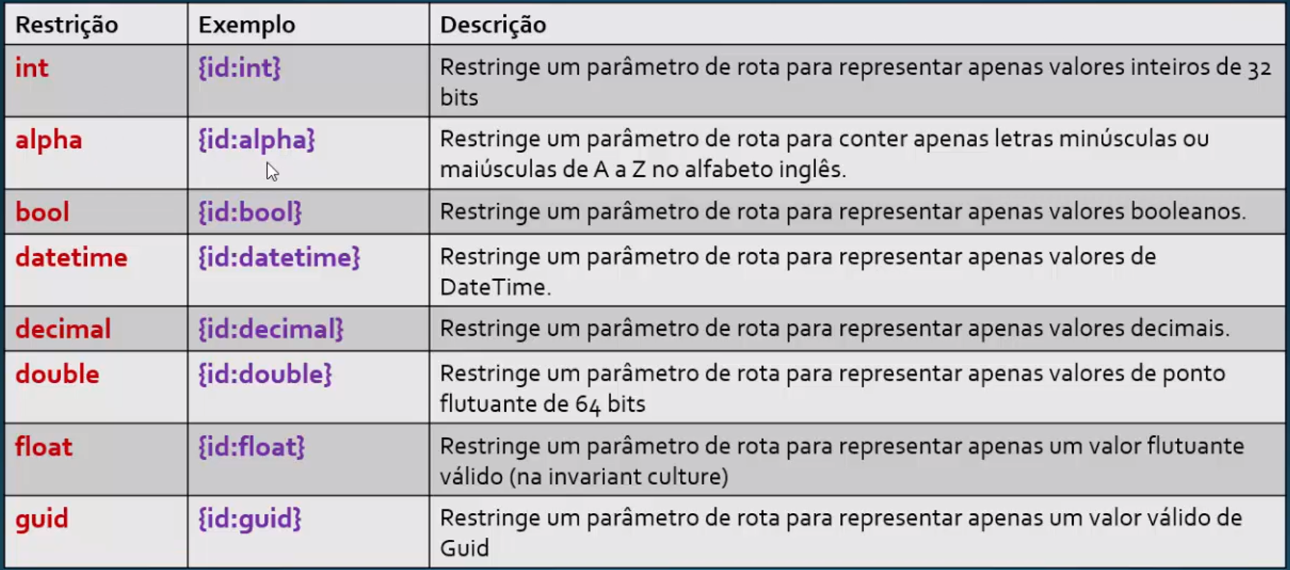 Restrição Exemplo Descrição
int {id:int} Restringe um parâmetro de rota para representar apenas valores inteiros de 32
bits
alpha {id:alpha} Restringe um parâmetro de rota para conter apenas letras minúsculas ou
maiúsculas de A a Z no alfabeto inglês.
bool {id:bool} Restringe um parâmetro de rota para representar apenas valores booleanos.
datetime {id:datetime} Restringe um parâmetro de rota para representar apenas valores de
DateTime.
decimal {id:decimal} Restringe um parâmetro de rota para representar apenas valores decimais.
double {id:double} Restringe um parâmetro de rota para representar apenas valores de ponto
flutuante de 64 bits
float {id:float} Restringe um parâmetro de rota para representar apenas um valor flutuante
válido (na invariant culture)
guid {id:guid} Restringe um parâmetro de rota para representar apenas um valor válido de
Guid